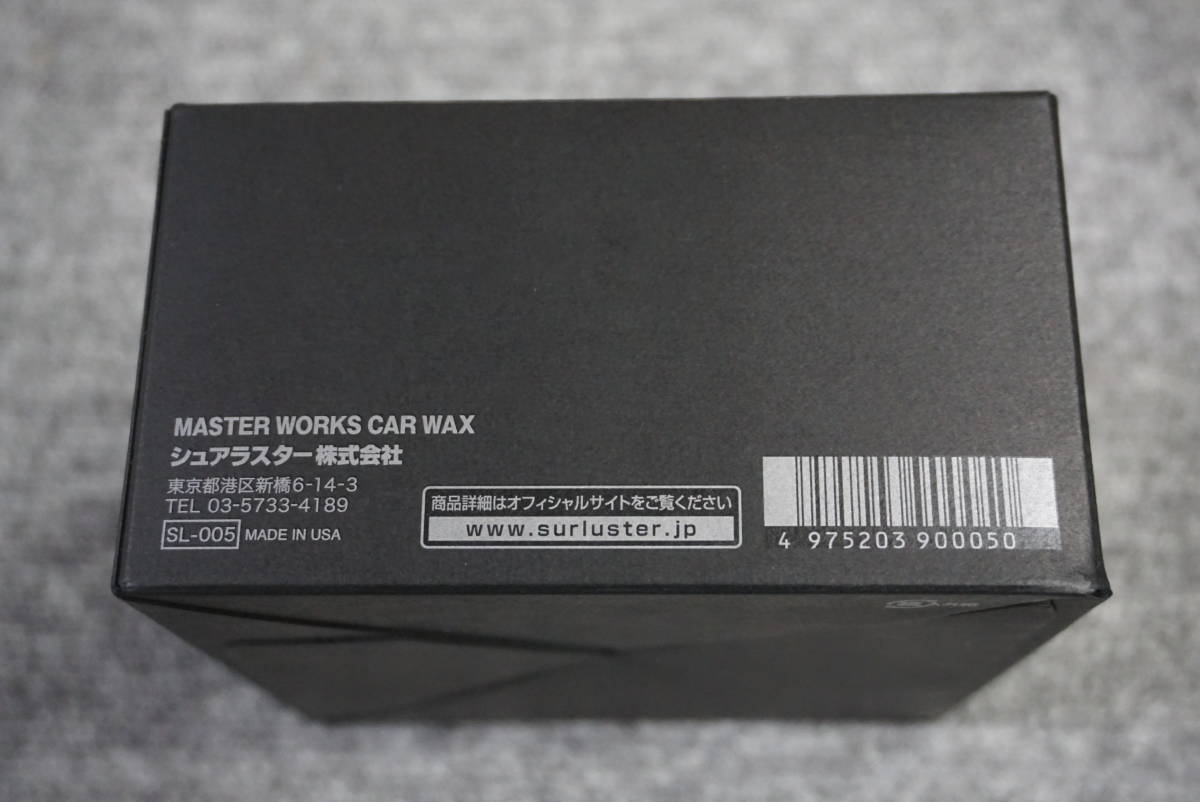 MASTER WORKS CAR WAX
シュアラスター株式会社
東京都港区新橋6-14-3
TEL 03-5733-4189
SL-005 MADE IN USA
商品詳細はオフィシャルサイトをご覧ください
www.surluster.jp
4 975203 900050